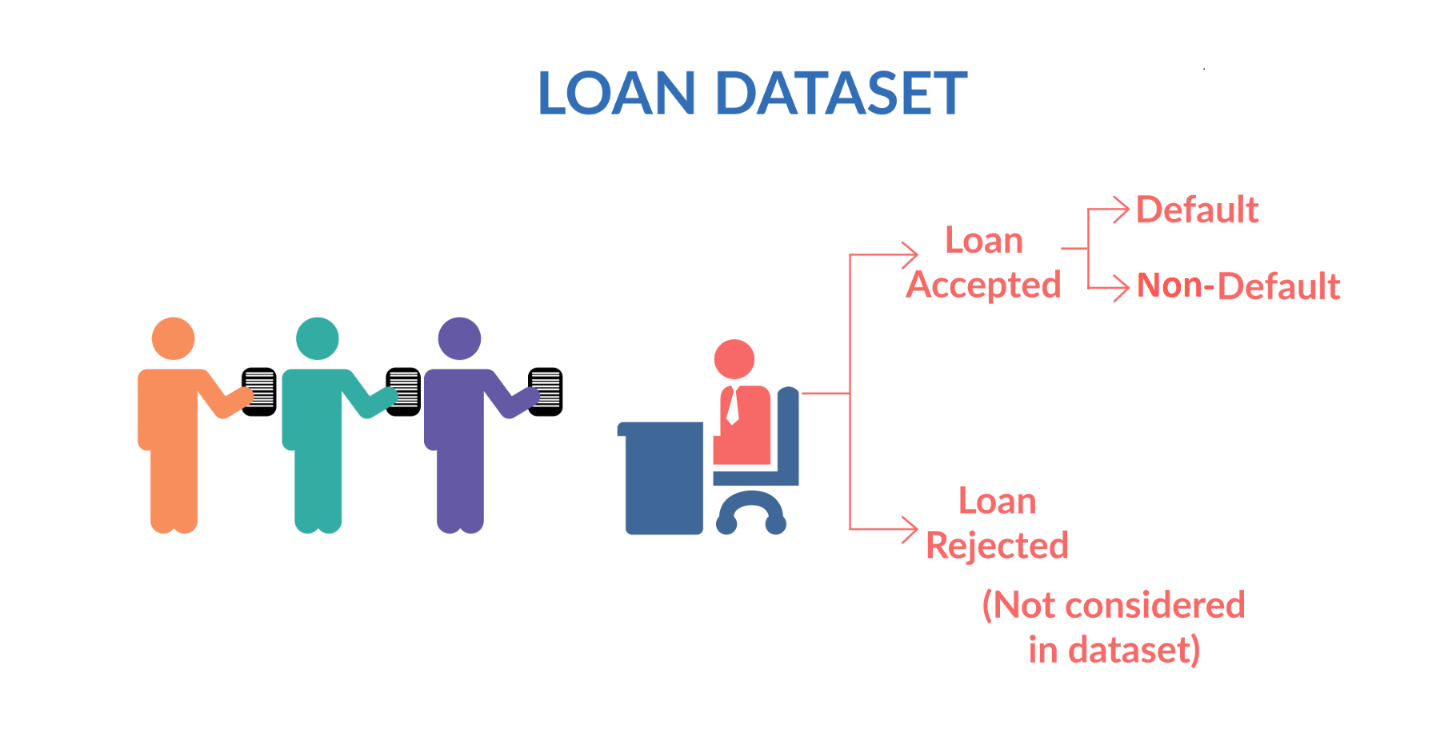 LOAN DATASET
Default
Loan
Accepted
Non-Default
Loan
Rejected
(Not considered
in dataset)